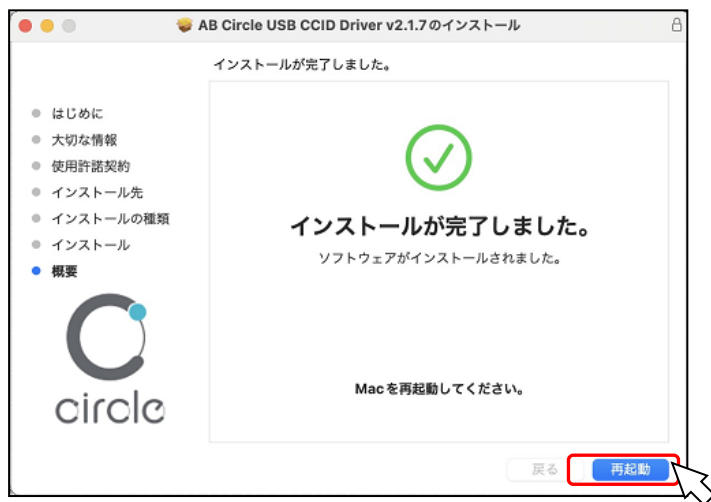 AB Circle USB CCID Driver v2.1.7のインストール
インストールが完了しました。
はじめに
大切な情報
使用許諾契約
インストール先
インストールの種類
インストール
概要
circle
インストールが完了しました。
ソフトウェアがインストールされました。
Macを再起動してください。
戻る
再起動